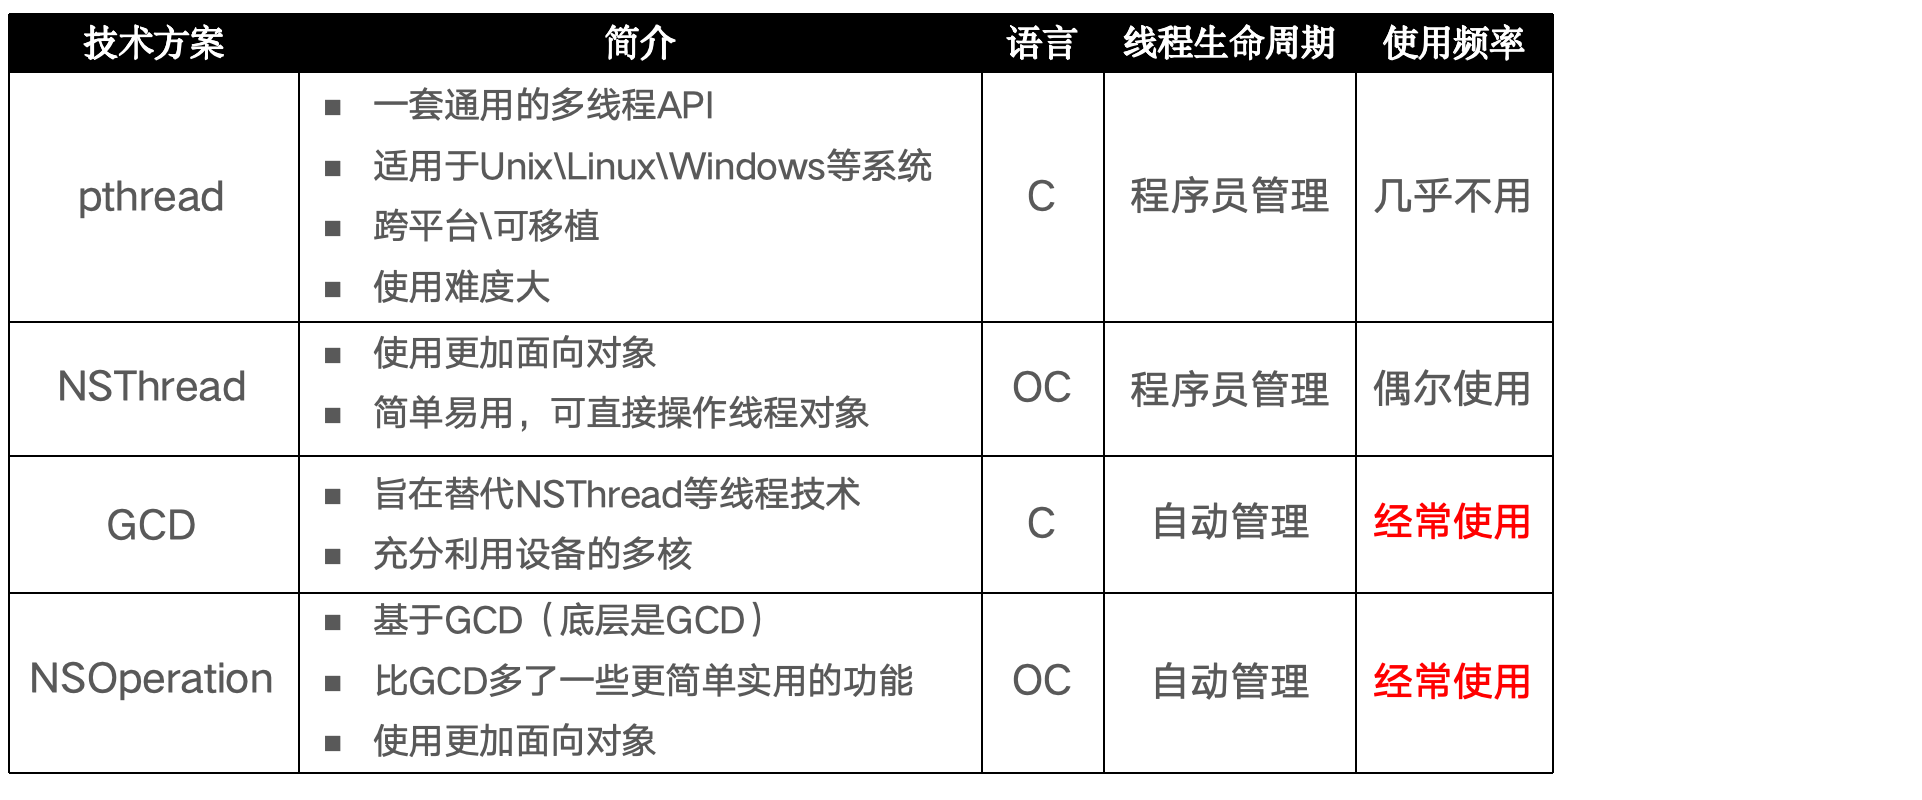 技术方案 简介 语言 线程生命周期 使用频率
pthread
■ 一套通用的多线程API
■ 适用于Unix\Linux\Windows等系统
■ 跨平台\可移植
■ 使用难度大
C
程序员管理
几乎不用
NSThread
■ 使用更加面向对象
■ 简单易用，可直接操作线程对象
OC
程序员管理
偶尔使用
GCD
■ 旨在替代NSThread等线程技术
■ 充分利用设备的多核
C
自动管理
经常使用
NSOperation
■ 基于GCD（底层是GCD）
■ 比GCD多了一些更简单实用的功能
■ 使用更加面向对象
OC
自动管理
经常使用